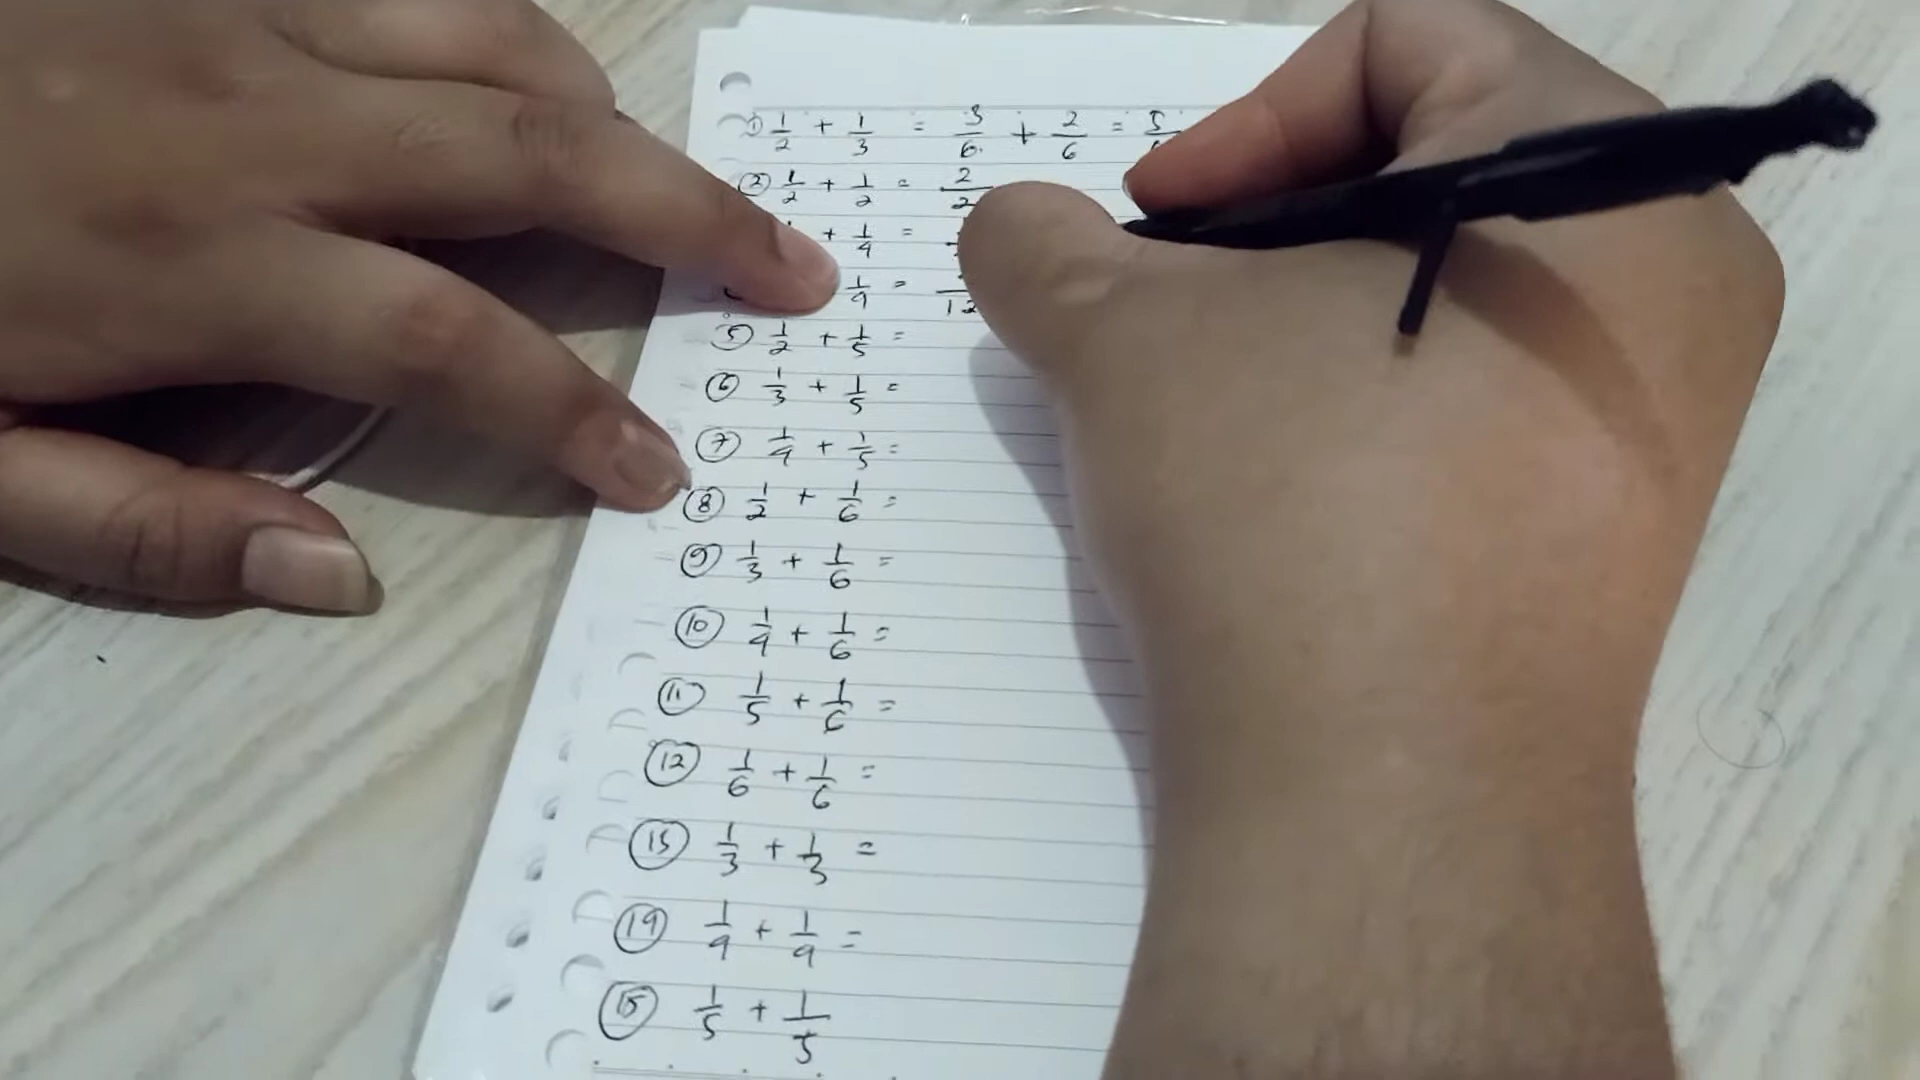 1) 1/2 + 1/3 = 3/6 + 2/6 = 5/
2) 1/2 + 1/2 = 2/2
+ 1/4 =
1/4 = /12
5) 1/2 + 1/5 =
6) 1/3 + 1/5 =
7) 1/4 + 1/5 =
8) 1/2 + 1/6 =
9) 1/3 + 1/6 =
10) 1/4 + 1/6 =
11) 1/5 + 1/6 =
12) 1/6 + 1/6 =
13) 1/3 + 1/3 =
14) 1/4 + 1/4 =
15) 1/5 + 1/5